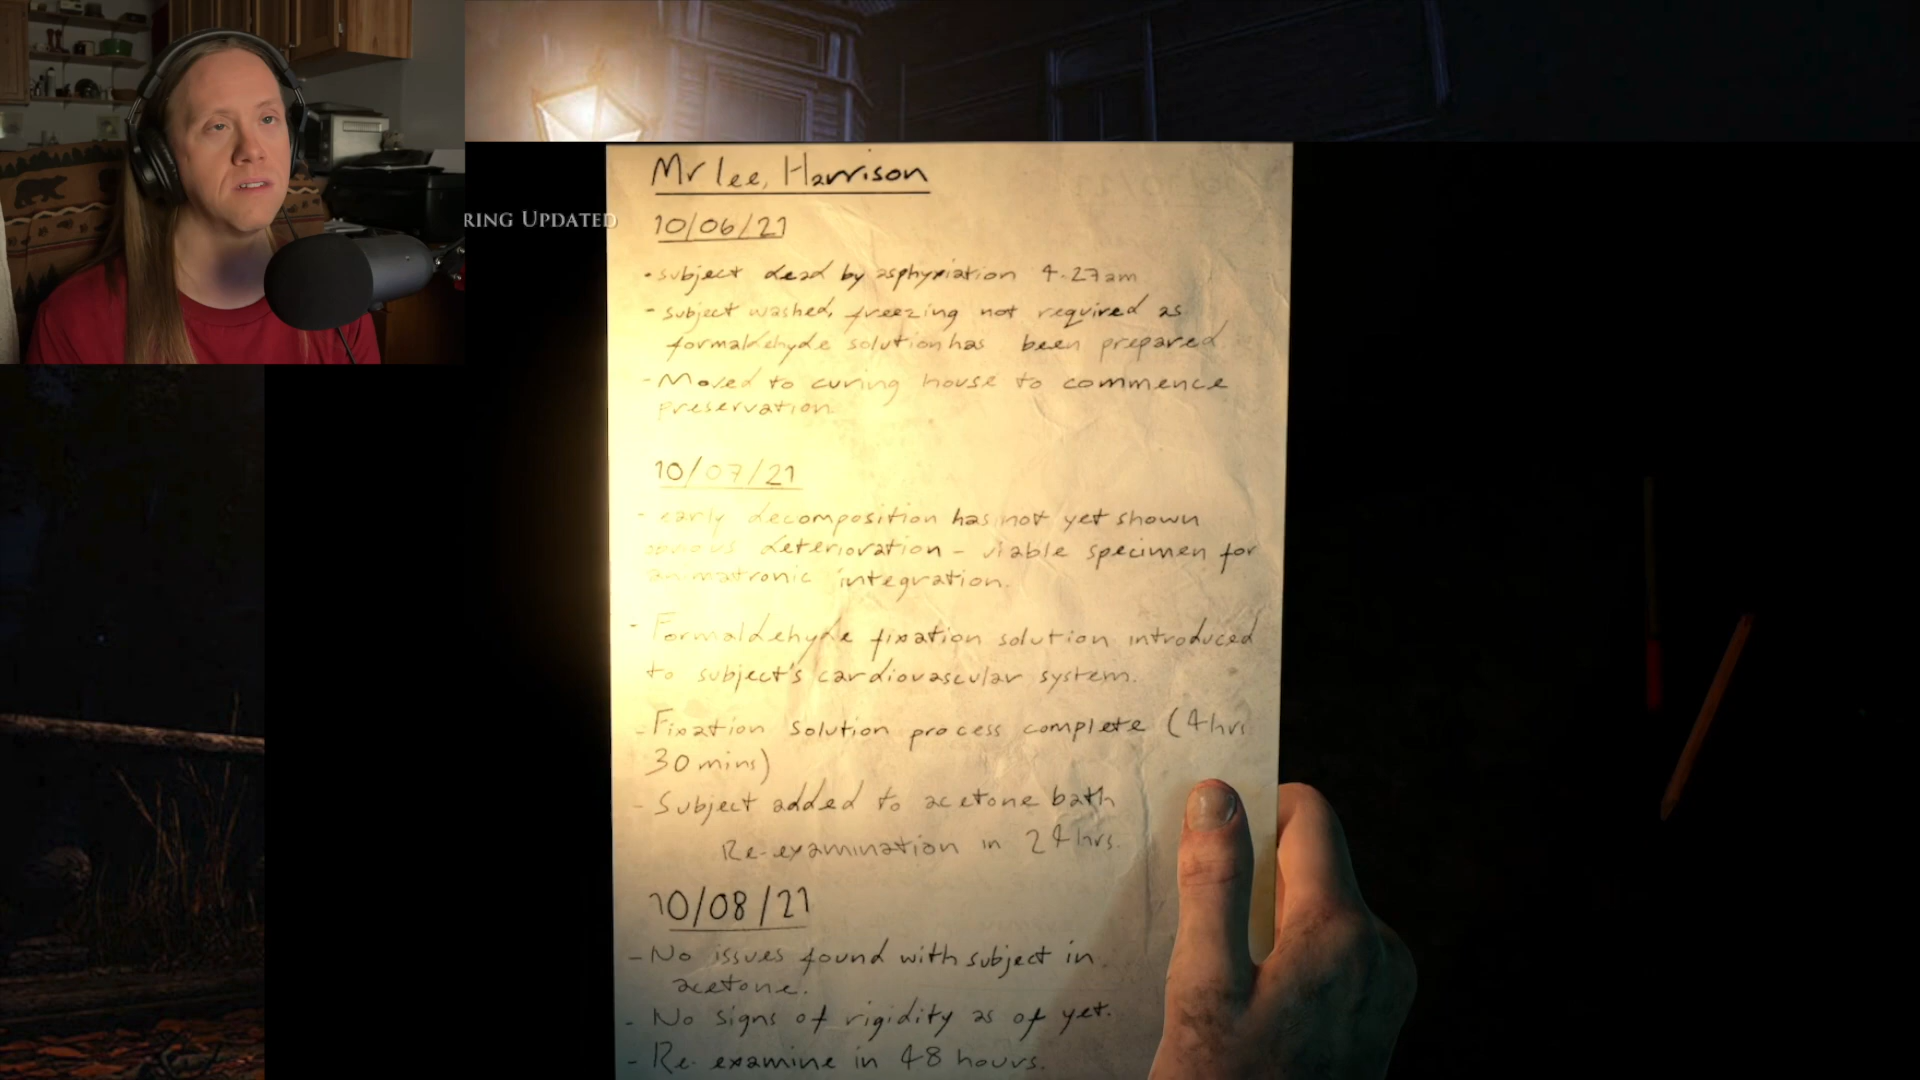 RING UPDATED
Mr lee, Harrison
10/06/21
• subject dead by asphyxiation 4.27am
- subject washed, freezing not required as
formaldehyde solution has been prepared
- Moved to curing house to commence
preservation.
10/07/21
- early decomposition has not yet shown
deterioration - viable specimen for
animatronic integration.
- Formaldehyde fixation solution introduced
to subject's cardiovascular system.
- Fixation solution process complete (4hrs
30 mins)
- Subject added to acetone bath
Re-examination in 24hrs.
10/08/21
- No issues found with subject in
acetone.
- No signs of rigidity as of yet.
- Re-examine in 48 hours.